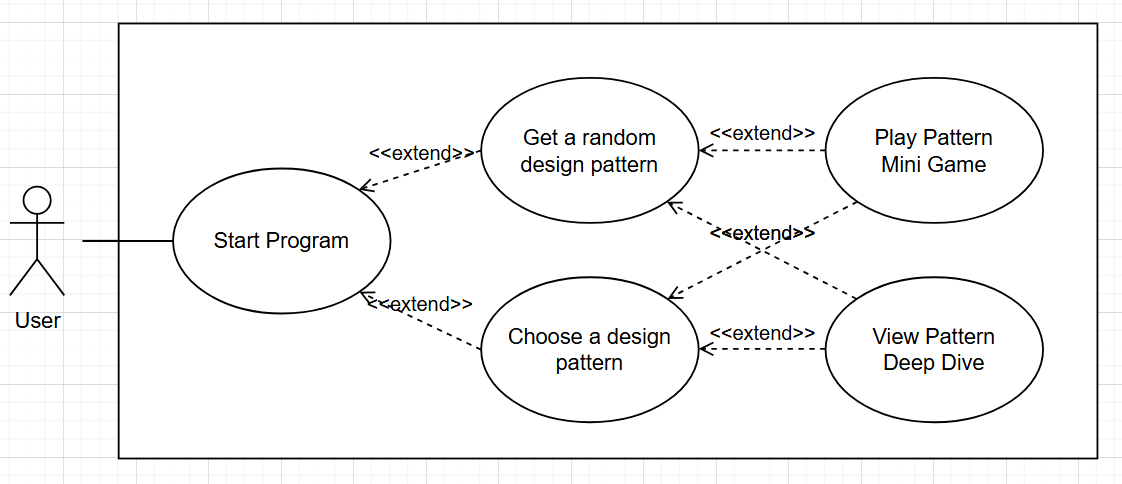 User
Start Program
<<extend>>
<<extend>>
Get a random
design pattern
Choose a design
pattern
<<extend>>
<<extend>>
<<extend>>
Play Pattern
Mini Game
View Pattern
Deep Dive